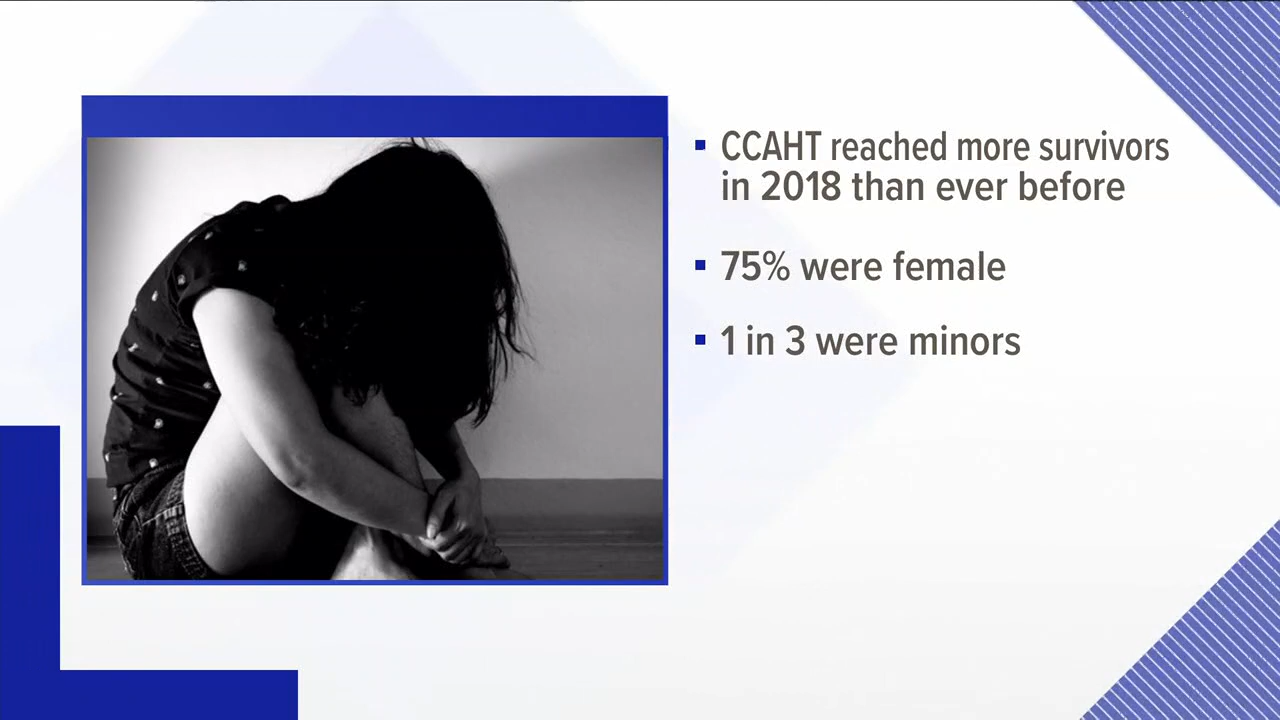 CCAHT reached more survivors
in 2018 than ever before
75% were female
1 in 3 were minors